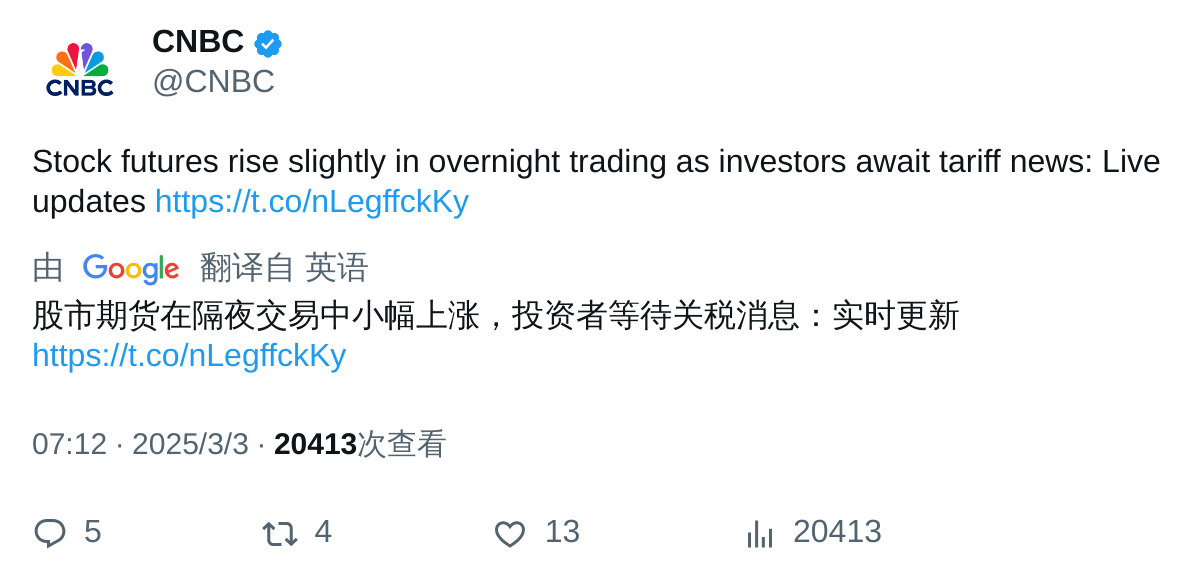 CNBC
CNBC
@CNBC
Stock futures rise slightly in overnight trading as investors await tariff news: Live
updates https://t.co/nLegffckKy
由 Google 翻译自 英语
股市期货在隔夜交易中小幅上涨，投资者等待关税消息：实时更新
https://t.co/nLegffckKy
07:12 · 2025/3/3 · 20413次查看
5 4 13 20413